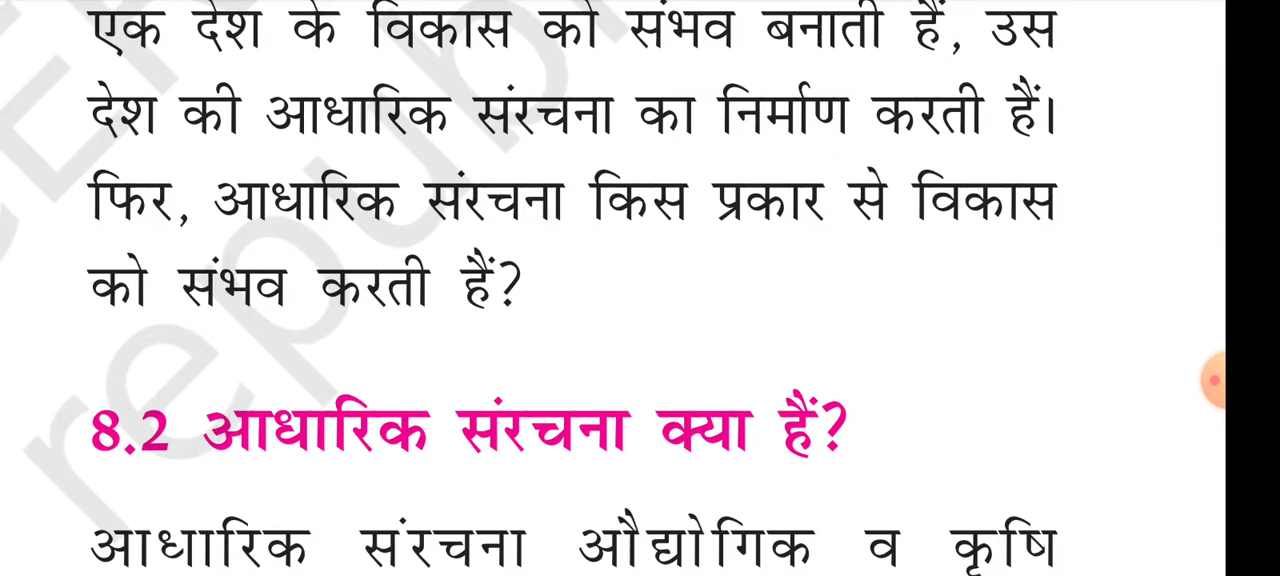 एक देश के विकास को संभव बनाती हैं, उस
देश की आधारिक संरचना का निर्माण करती हैं।
फिर, आधारिक संरचना किस प्रकार से विकास
को संभव करती हैं?
8.2 आधारिक संरचना क्या हैं?
आधारिक संरचना औद्योगिक व कृषि